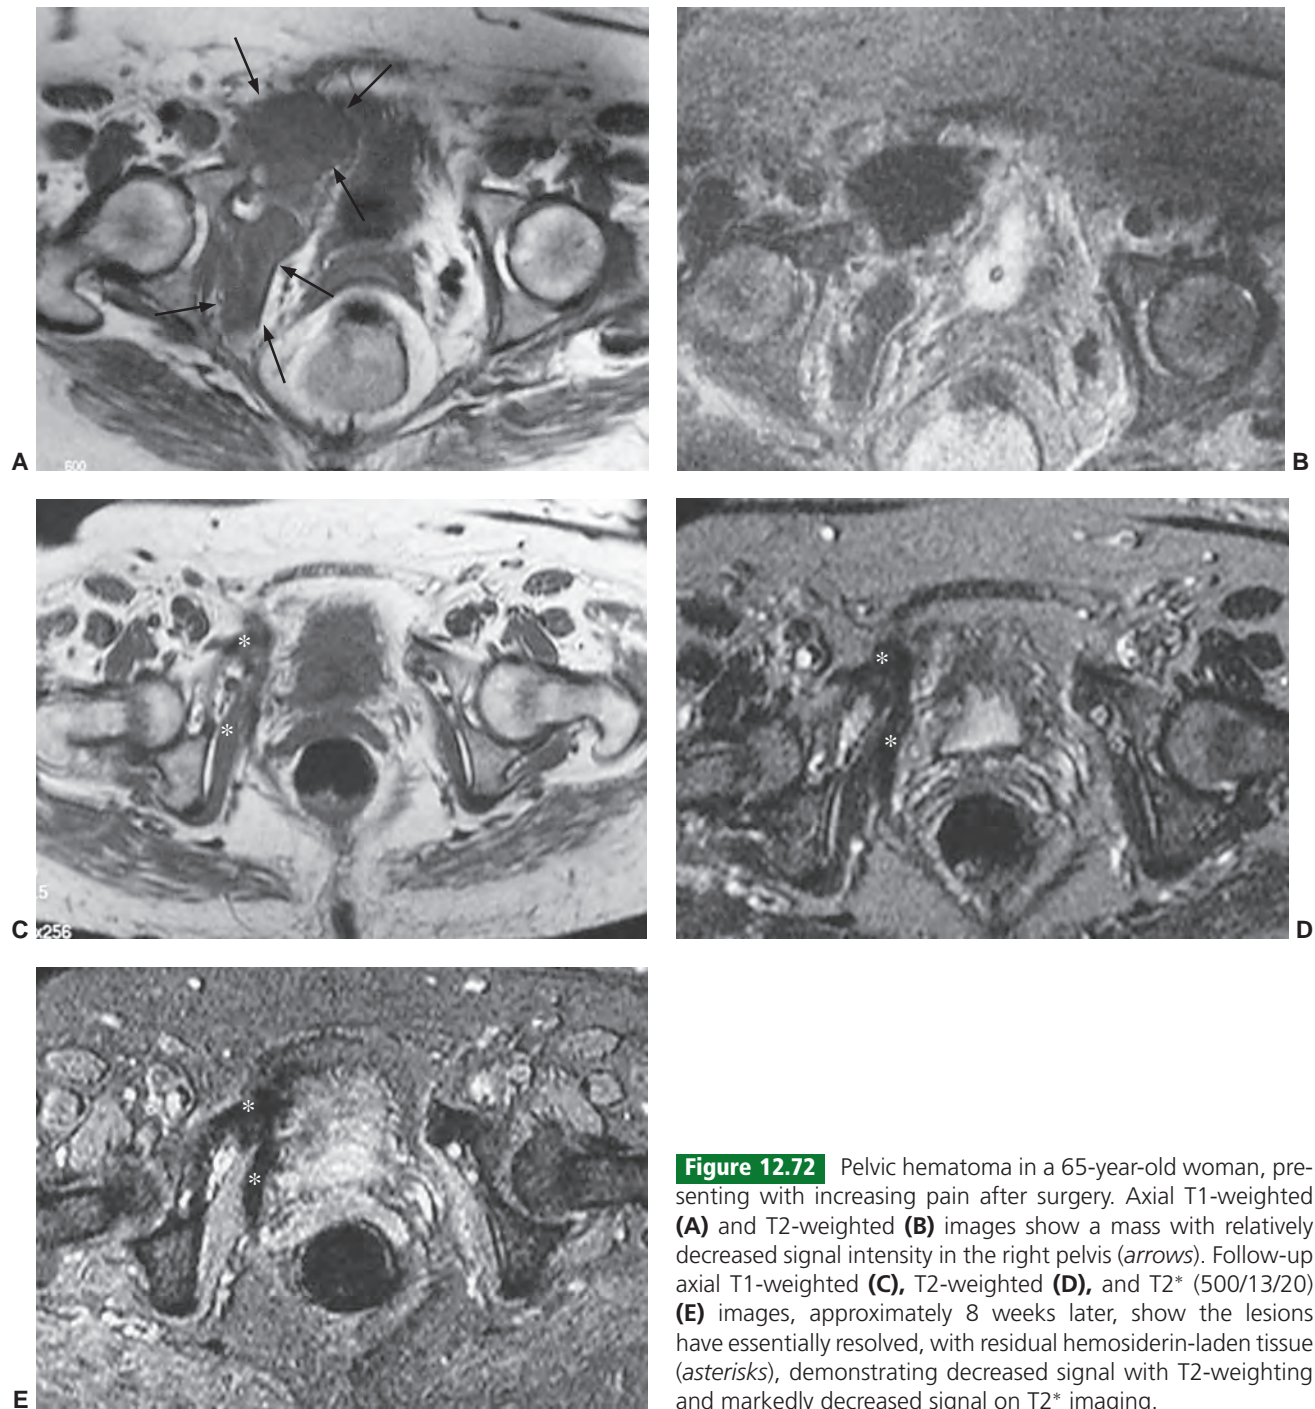 600
A
B
.5
C
x256
D
E
Figure 12.72 Pelvic hematoma in a 65-year-old woman, pre-
senting with increasing pain after surgery. Axial T1-weighted
(A) and T2-weighted (B) images show a mass with relatively
decreased signal intensity in the right pelvis (arrows). Follow-up
axial T1-weighted (C), T2-weighted (D), and T2* (500/13/20)
(E) images, approximately 8 weeks later, show the lesions
have essentially resolved, with residual hemosiderin-laden tissue
(asterisks), demonstrating decreased signal with T2-weighting
and markedly decreased signal on T2* imaging.